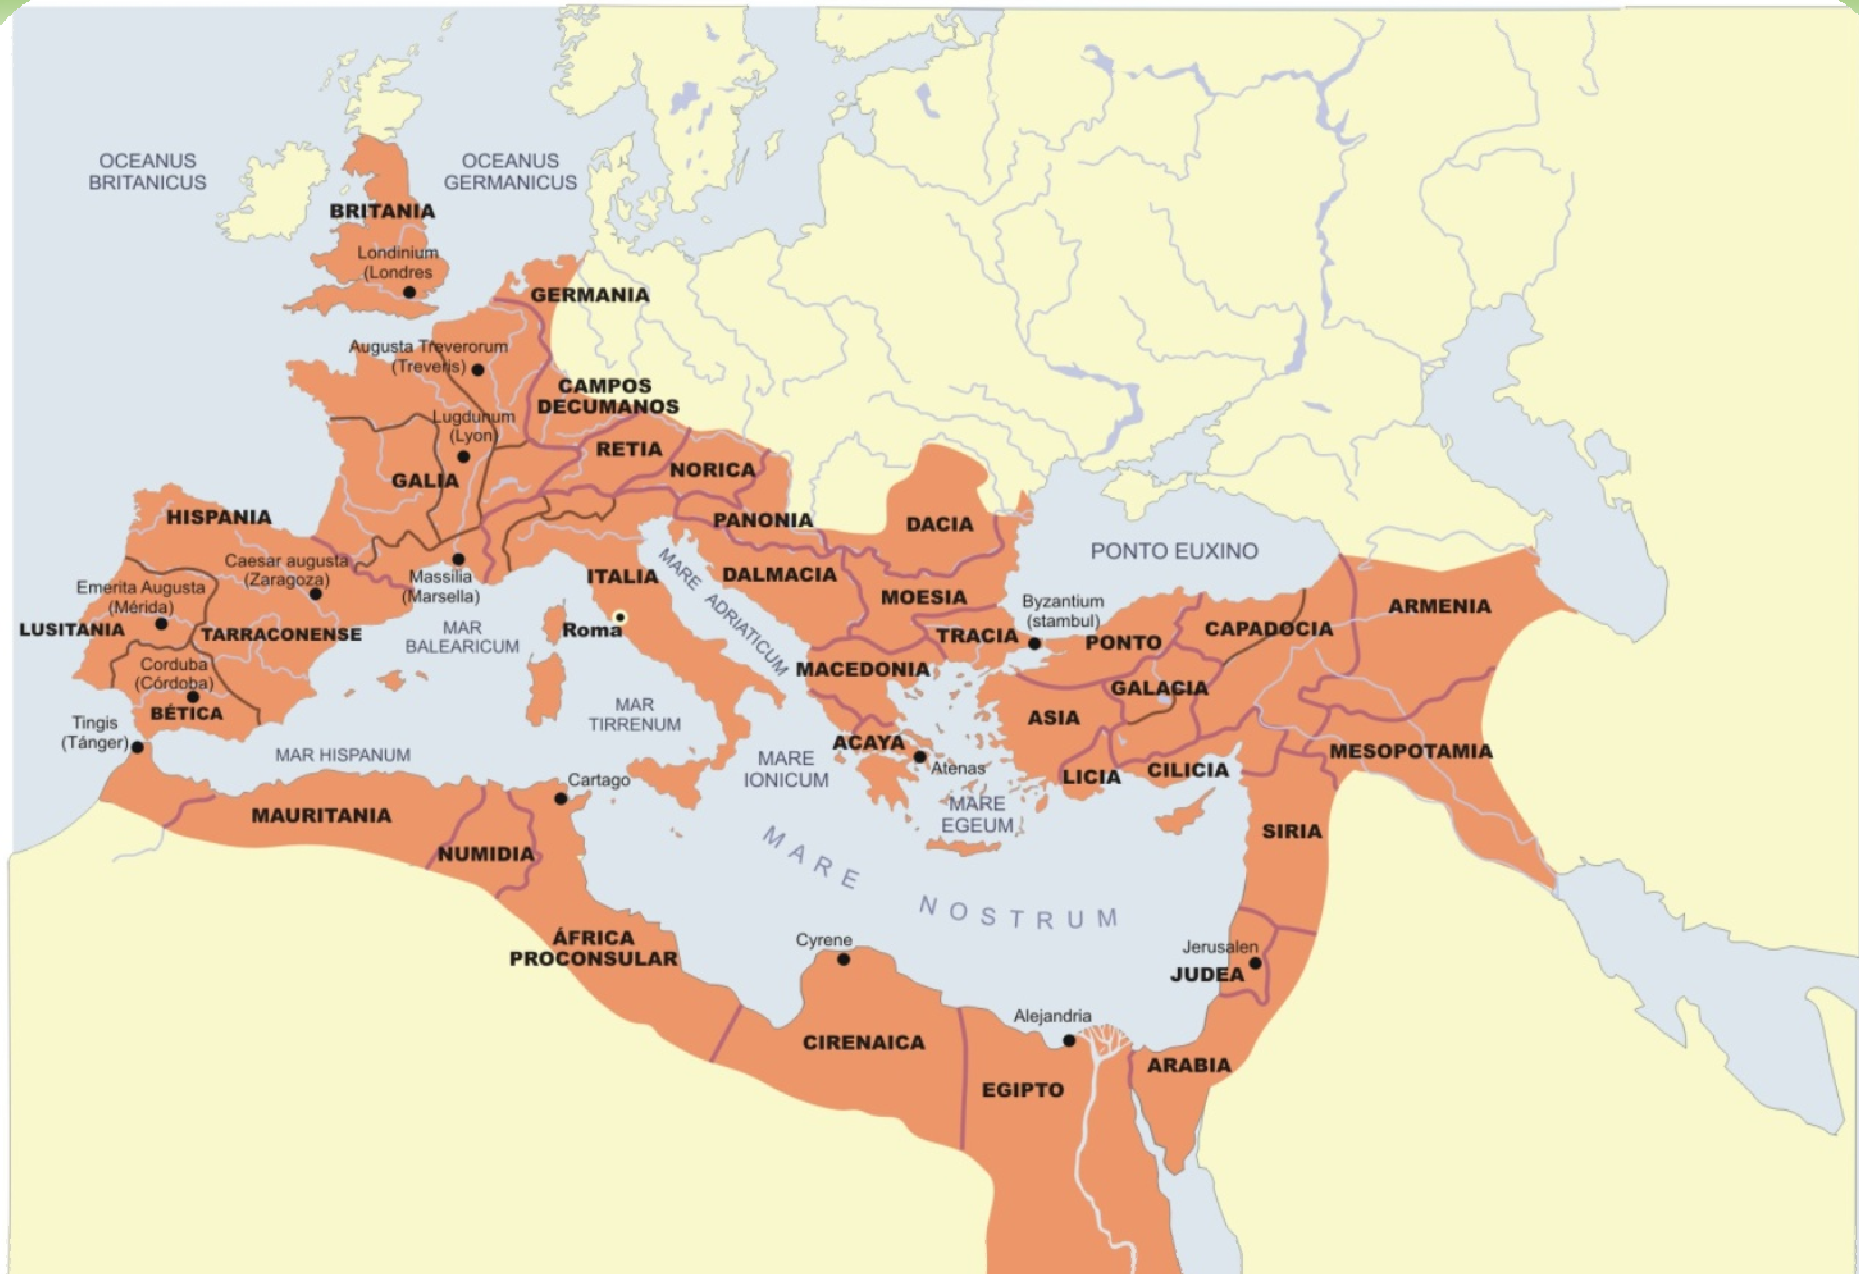 OCEANUS
BRITANICUS
OCEANUS
GERMANICUS
BRITANIA
Londinium
(Londres
GERMANIA
Augusta Treverorum
(Treveris)
CAMPOS
DECUMANOS
Lugdunum
(Lyon)
RETIA
NORICA
GALIA
HISPANIA
PANONIA
DACIA
PONTO EUXINO
Caesar augusta
(Zaragoza)
Massilia
(Marsella)
ITALIA
MARE ADRIATICUM
DALMACIA
MOESIA
Emerita Augusta
(Mérida)
LUSITANIA
TARRACONENSE
MAR
BALEARICUM
Roma
Byzantium
(stambul)
TRACIA
PONTO
CAPADOCIA
ARMENIA
Corduba
(Córdoba)
BÉTICA
MACEDONIA
GALACIA
ASIA
Tingis
(Tánger)
MAR HISPANUM
MAR
TIRRENUM
MARE
IONICUM
ACAYA
Atenas
LICIA
CILICIA
MESOPOTAMIA
Cartago
MAURITANIA
NUMIDIA
MARE
EGEUM
SIRIA
MARE NOSTRUM
ÁFRICA
PROCONSULAR
Cyrene
Jerusalen
JUDEA
CIRENAICA
Alejandria
EGIPTO
ARABIA